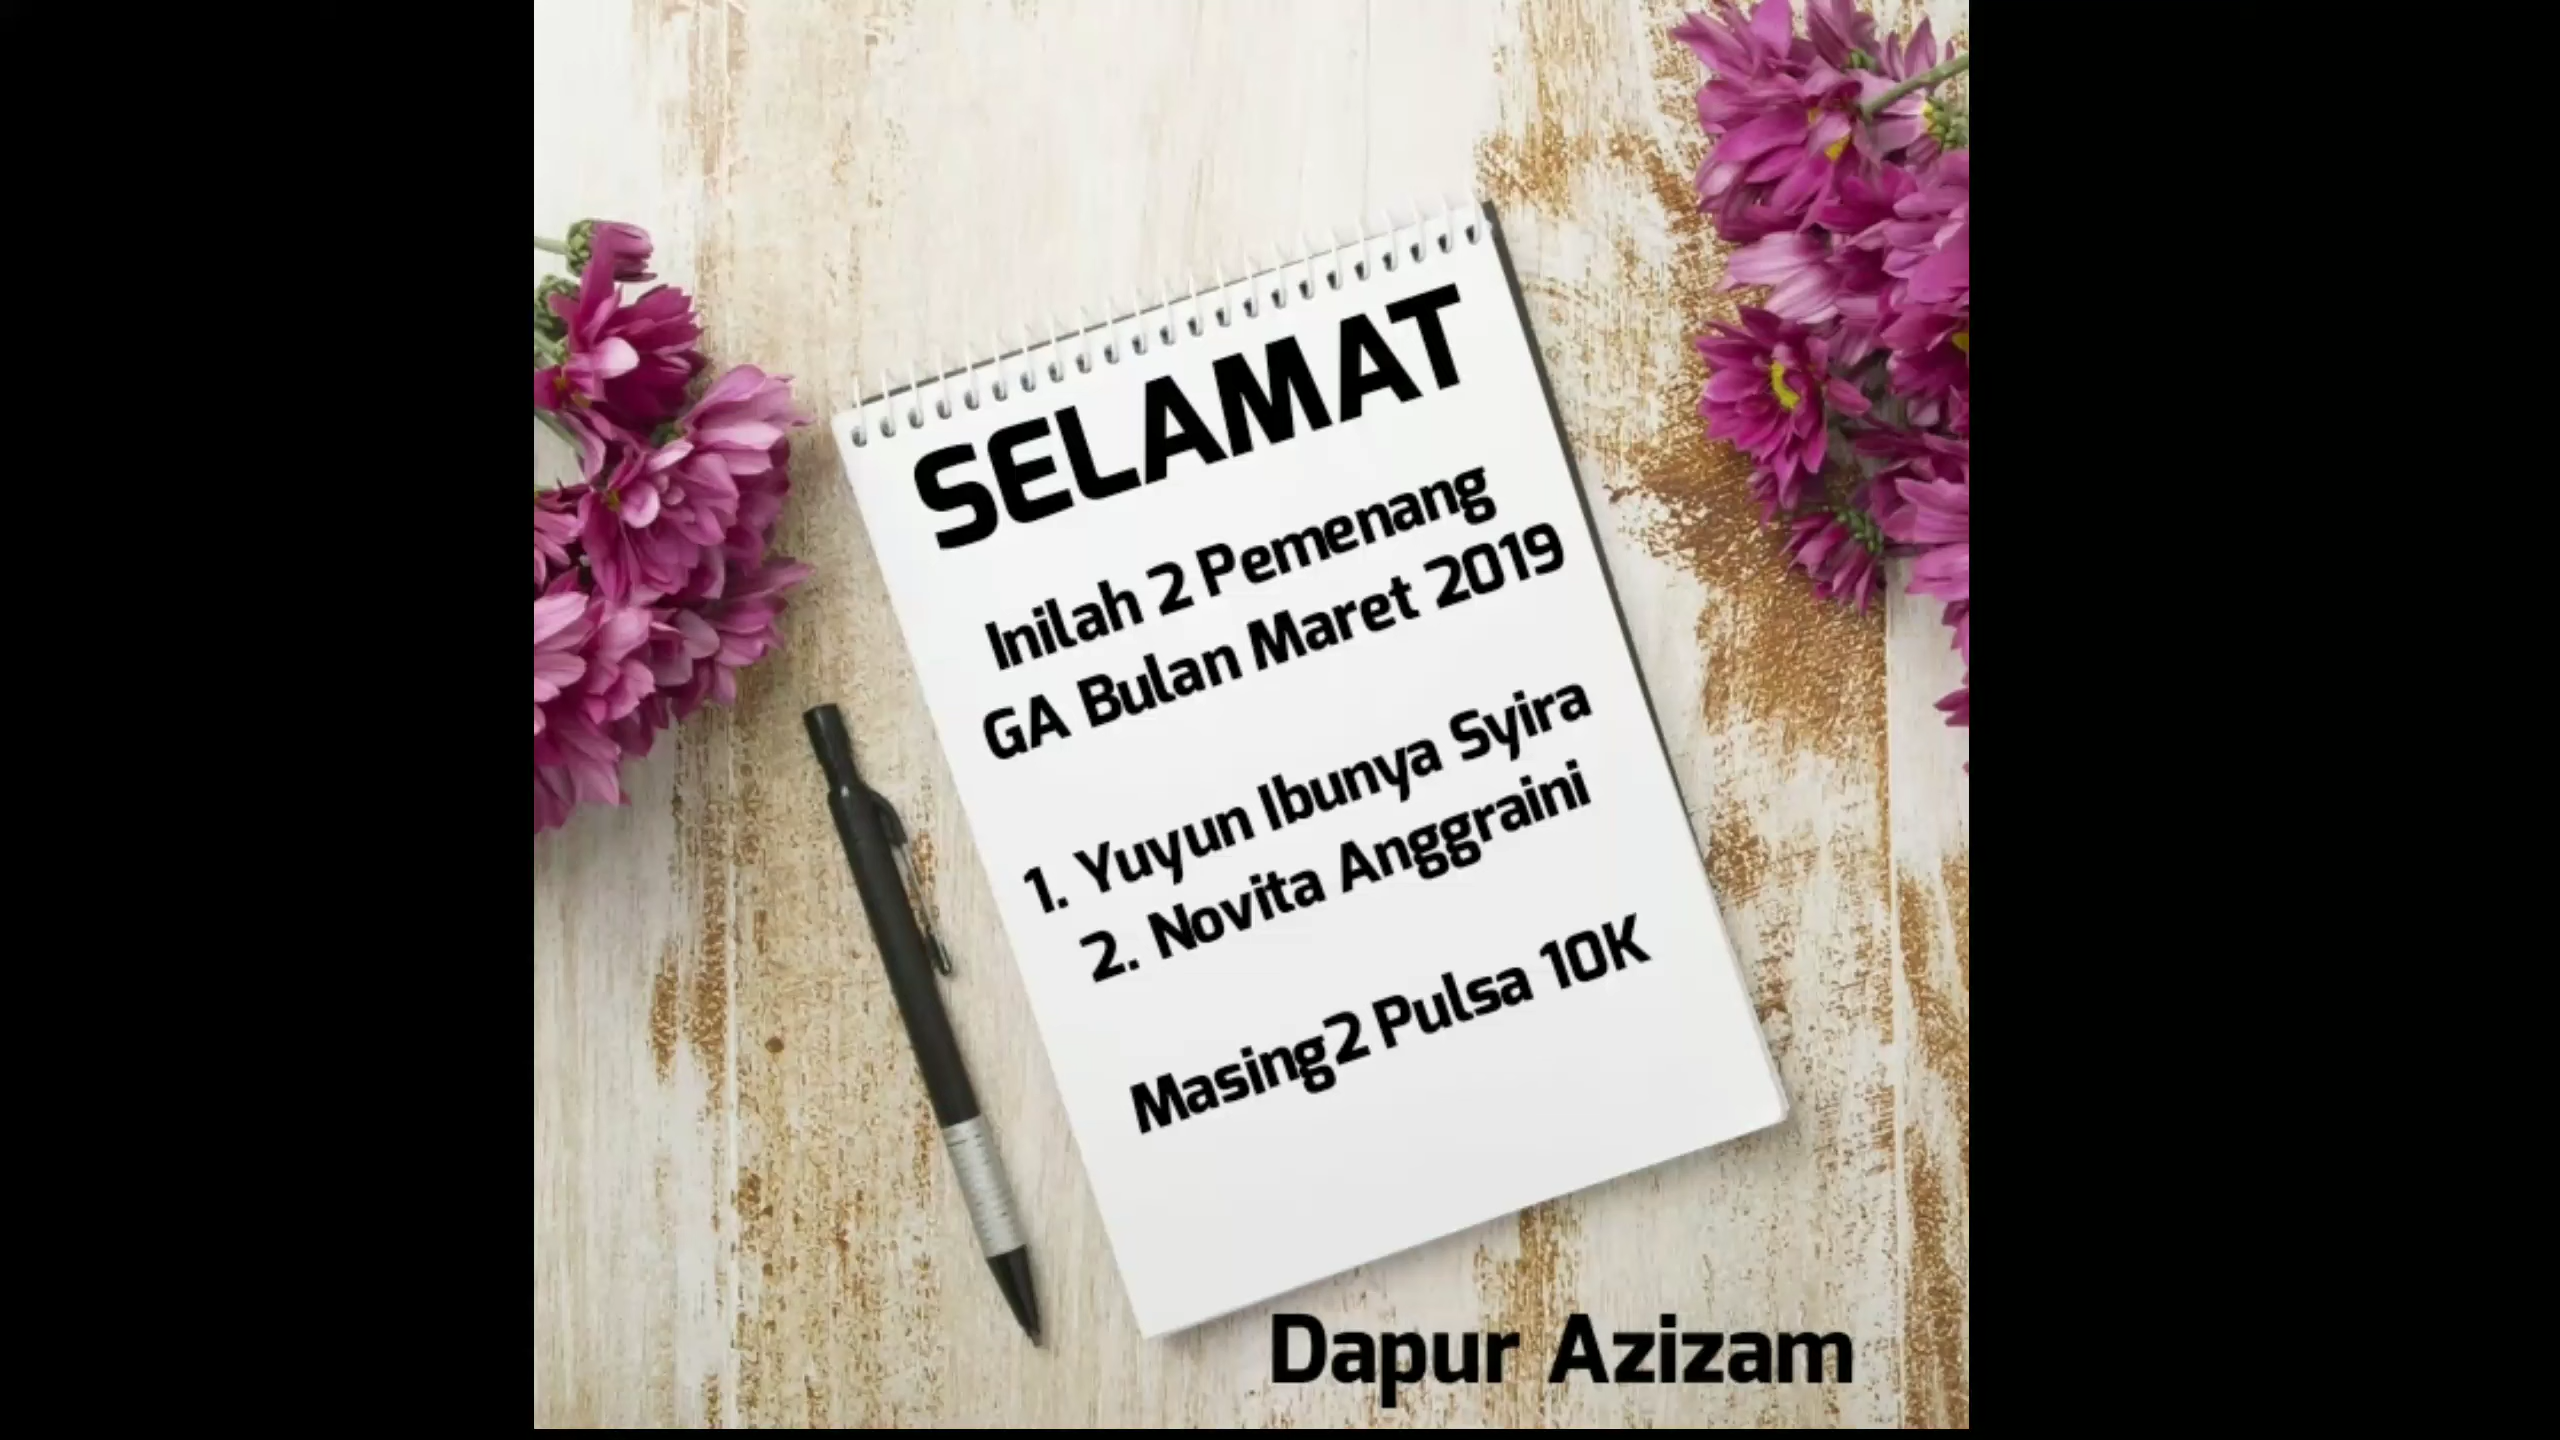 SELAMAT
Inilah 2 Pemenang
GA Bulan Maret 2019
1. Yuyun Ibunya Syira
2. Novita Anggraini
Masing2 Pulsa 10K
Dapur Azizam